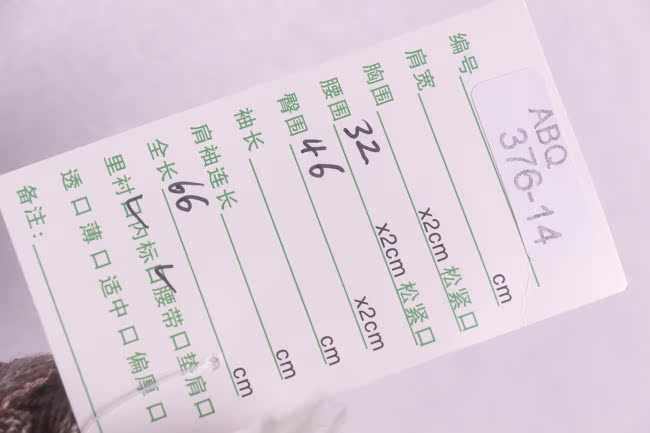 编号
ABQ
376-14
肩宽 cm
胸围 x2cm 松紧口
腰围 32 x2cm 松紧口
臀围 46 x2cm
袖长 cm
肩袖连长 cm
全长 66 cm
里衬口 内标口 腰带口 垫肩口
透口 薄口 适中口 偏厚口
备注: